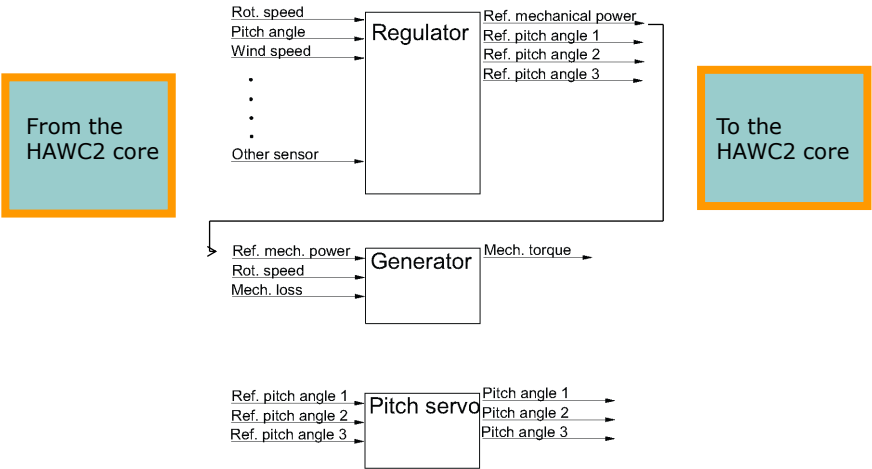 Rot. speed
Pitch angle
Wind speed
Other sensor
Regulator
Ref. mechanical power
Ref. pitch angle 1
Ref. pitch angle 2
Ref. pitch angle 3
From the
HAWC2 core
To the
HAWC2 core
Ref. mech. power
Rot. speed
Mech. loss
Generator
Mech. torque
Ref. pitch angle 1
Ref. pitch angle 2
Ref. pitch angle 3
Pitch servo
Pitch angle 1
Pitch angle 2
Pitch angle 3